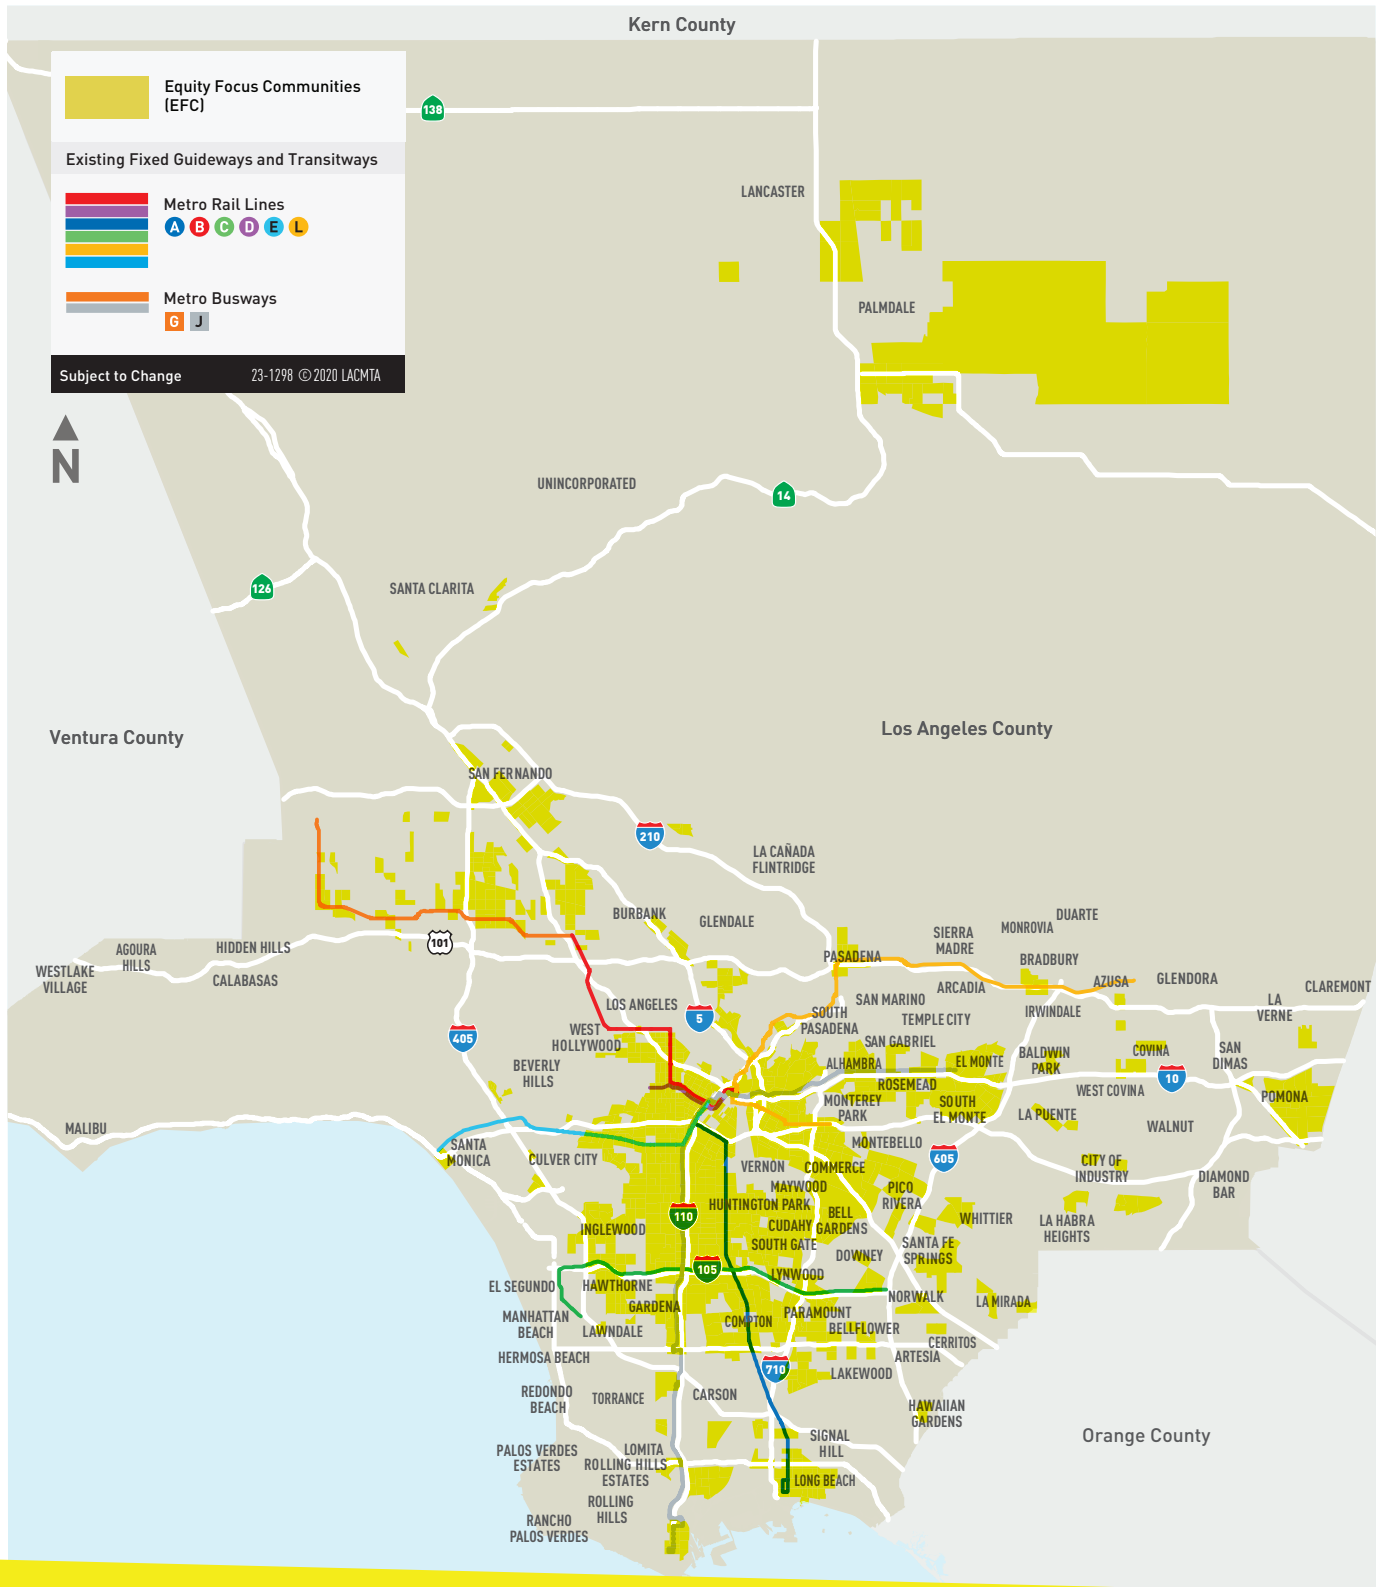 Kern County
Equity Focus Communities
(EFC)
Existing Fixed Guideways and Transitways
Metro Rail Lines
A B C D E L
Metro Busways
G J
Subject to Change 23-1298 ©2020 LACMTA
N
138
LANCASTER
PALMDALE
UNINCORPORATED
14
126
SANTA CLARITA
Ventura County
Los Angeles County
SAN FERNANDO
210
LA CAÑADA
FLINTRIDGE
BURBANK
GLENDALE
DUARTE
MONROVIA
SIERRA
MADRE
BRADBURY
101
HIDDEN HILLS
AGOURA
HILLS
WESTLAKE
VILLAGE
CALABASAS
PASADENA
ARCADIA
AZUSA
GLENDORA
CLAREMONT
LA
VERNE
LOS ANGELES
5
SAN MARINO
SOUTH
PASADENA
TEMPLE CITY
IRWINDALE
405
WEST
HOLLYWOOD
BEVERLY
HILLS
SAN GABRIEL
ALHAMBRA
EL MONTE
BALDWIN
PARK
COVINA
SAN
DIMAS
10
ROSEMEAD
WEST COVINA
POMONA
MONTEREY
PARK
SOUTH
EL MONTE
LA PUENTE
WALNUT
MALIBU
SANTA
MONICA
CULVER CITY
MONTEBELLO
605
VERNON
COMMERCE
CITY OF
INDUSTRY
DIAMOND
BAR
MAYWOOD
PICO
RIVERA
HUNTINGTON PARK
110
BELL
GARDENS
CUDAHY
WHITTIER
LA HABRA
HEIGHTS
INGLEWOOD
SOUTH GATE
DOWNEY
SANTA FE
SPRINGS
105
LYNWOOD
EL SEGUNDO
HAWTHORNE
NORWALK
LA MIRADA
GARDENA
MANHATTAN
BEACH
LAWNDALE
COMPTON
PARAMOUNT
BELLFLOWER
CERRITOS
ARTESIA
HERMOSA BEACH
710
LAKEWOOD
REDONDO
BEACH
TORRANCE
CARSON
HAWAIIAN
GARDENS
SIGNAL
HILL
Orange County
PALOS VERDES
ESTATES
LOMITA
ROLLING HILLS
ESTATES
LONG BEACH
ROLLING
HILLS
RANCHO
PALOS VERDES